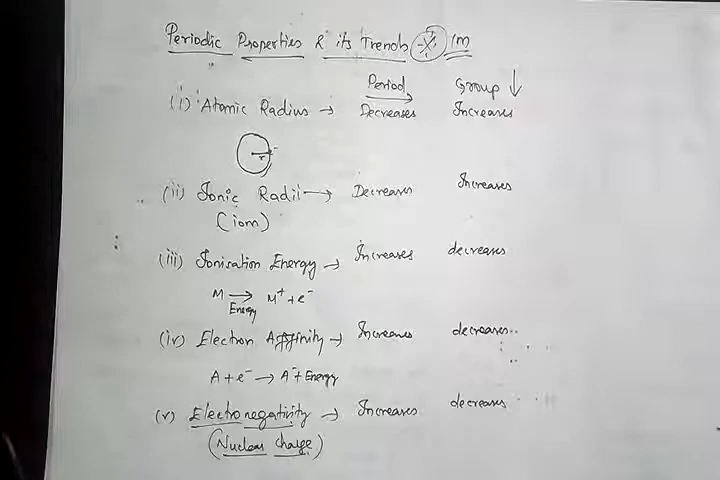 Periodic Properties & its Trends 1m
Period Group ↓
(i) Atomic Radius → Decreases Increases
r e-
(ii) Ionic Radii → Decreases Increases
(ion)
(iii) Ionisation Energy → Increases decreases
M → M⁺ + e⁻
Energy
(iv) Electron Affinity → Increases decreases
A + e⁻ → A⁻ + Energy
(v) Electronegativity → Increases decreases
(Nuclear charge)